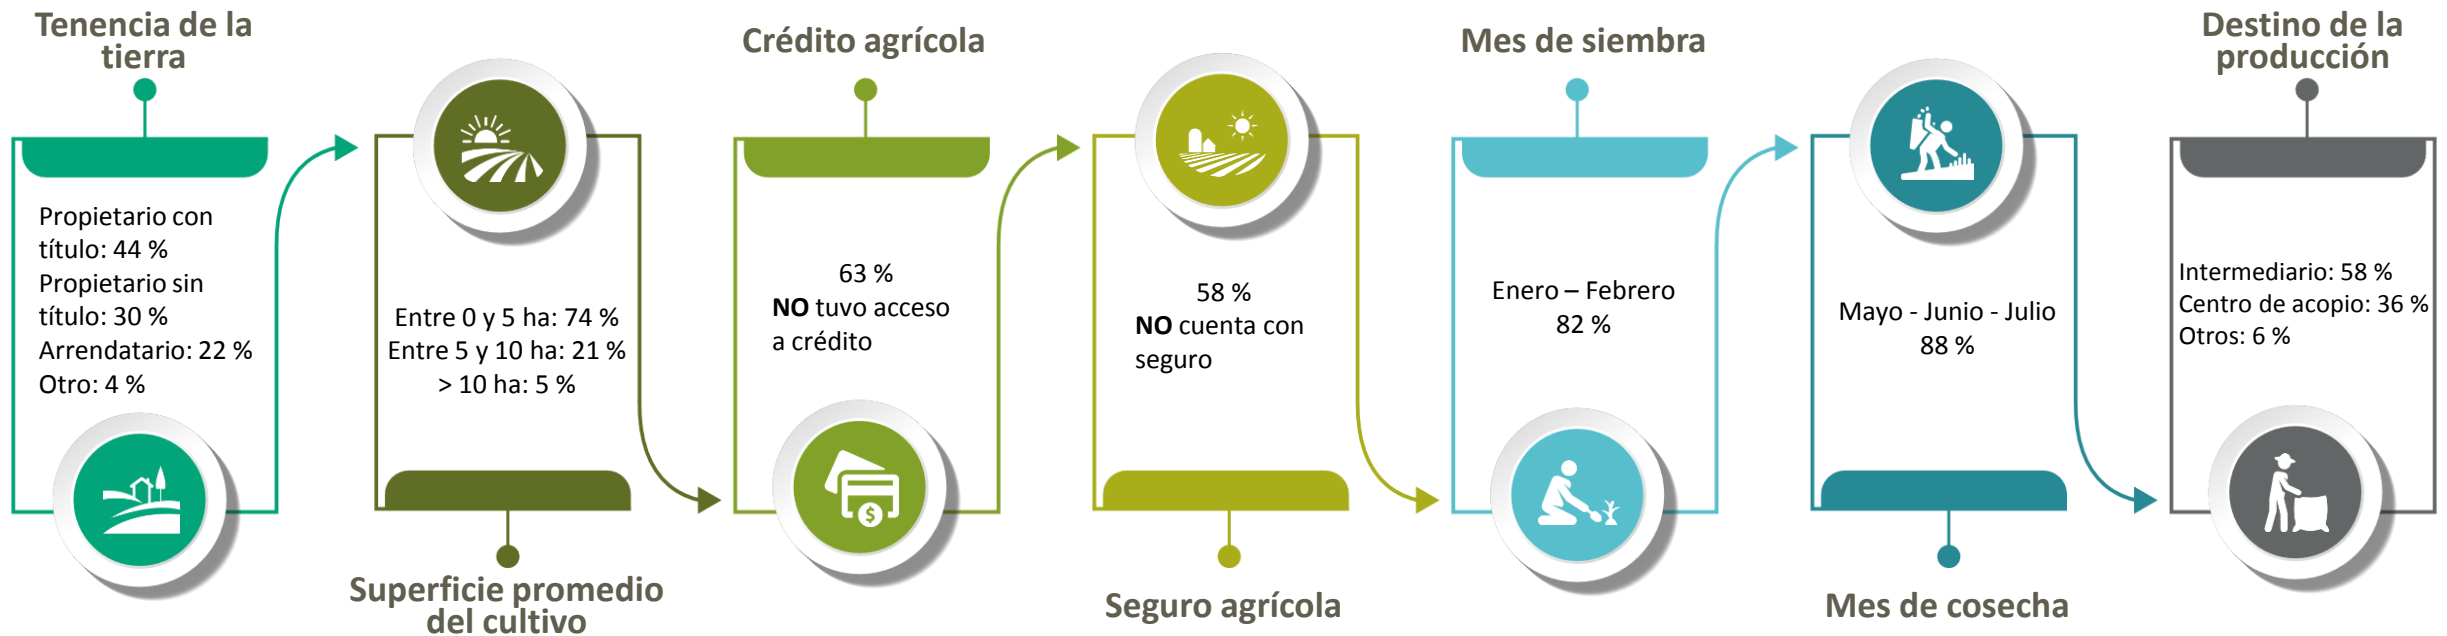 Tenencia de la
tierra
Propietario con
título: 44 %
Propietario sin
título: 30 %
Arrendatario: 22 %
Otro: 4 %
Entre 0 y 5 ha: 74 %
Entre 5 y 10 ha: 21 %
> 10 ha: 5 %
Superficie promedio
del cultivo
Crédito agrícola
63 %
NO tuvo acceso
a crédito
$
58 %
NO cuenta con
seguro
Seguro agrícola
Mes de siembra
Enero – Febrero
82 %
Mayo - Junio - Julio
88 %
Mes de cosecha
Destino de la
producción
Intermediario: 58 %
Centro de acopio: 36 %
Otros: 6 %